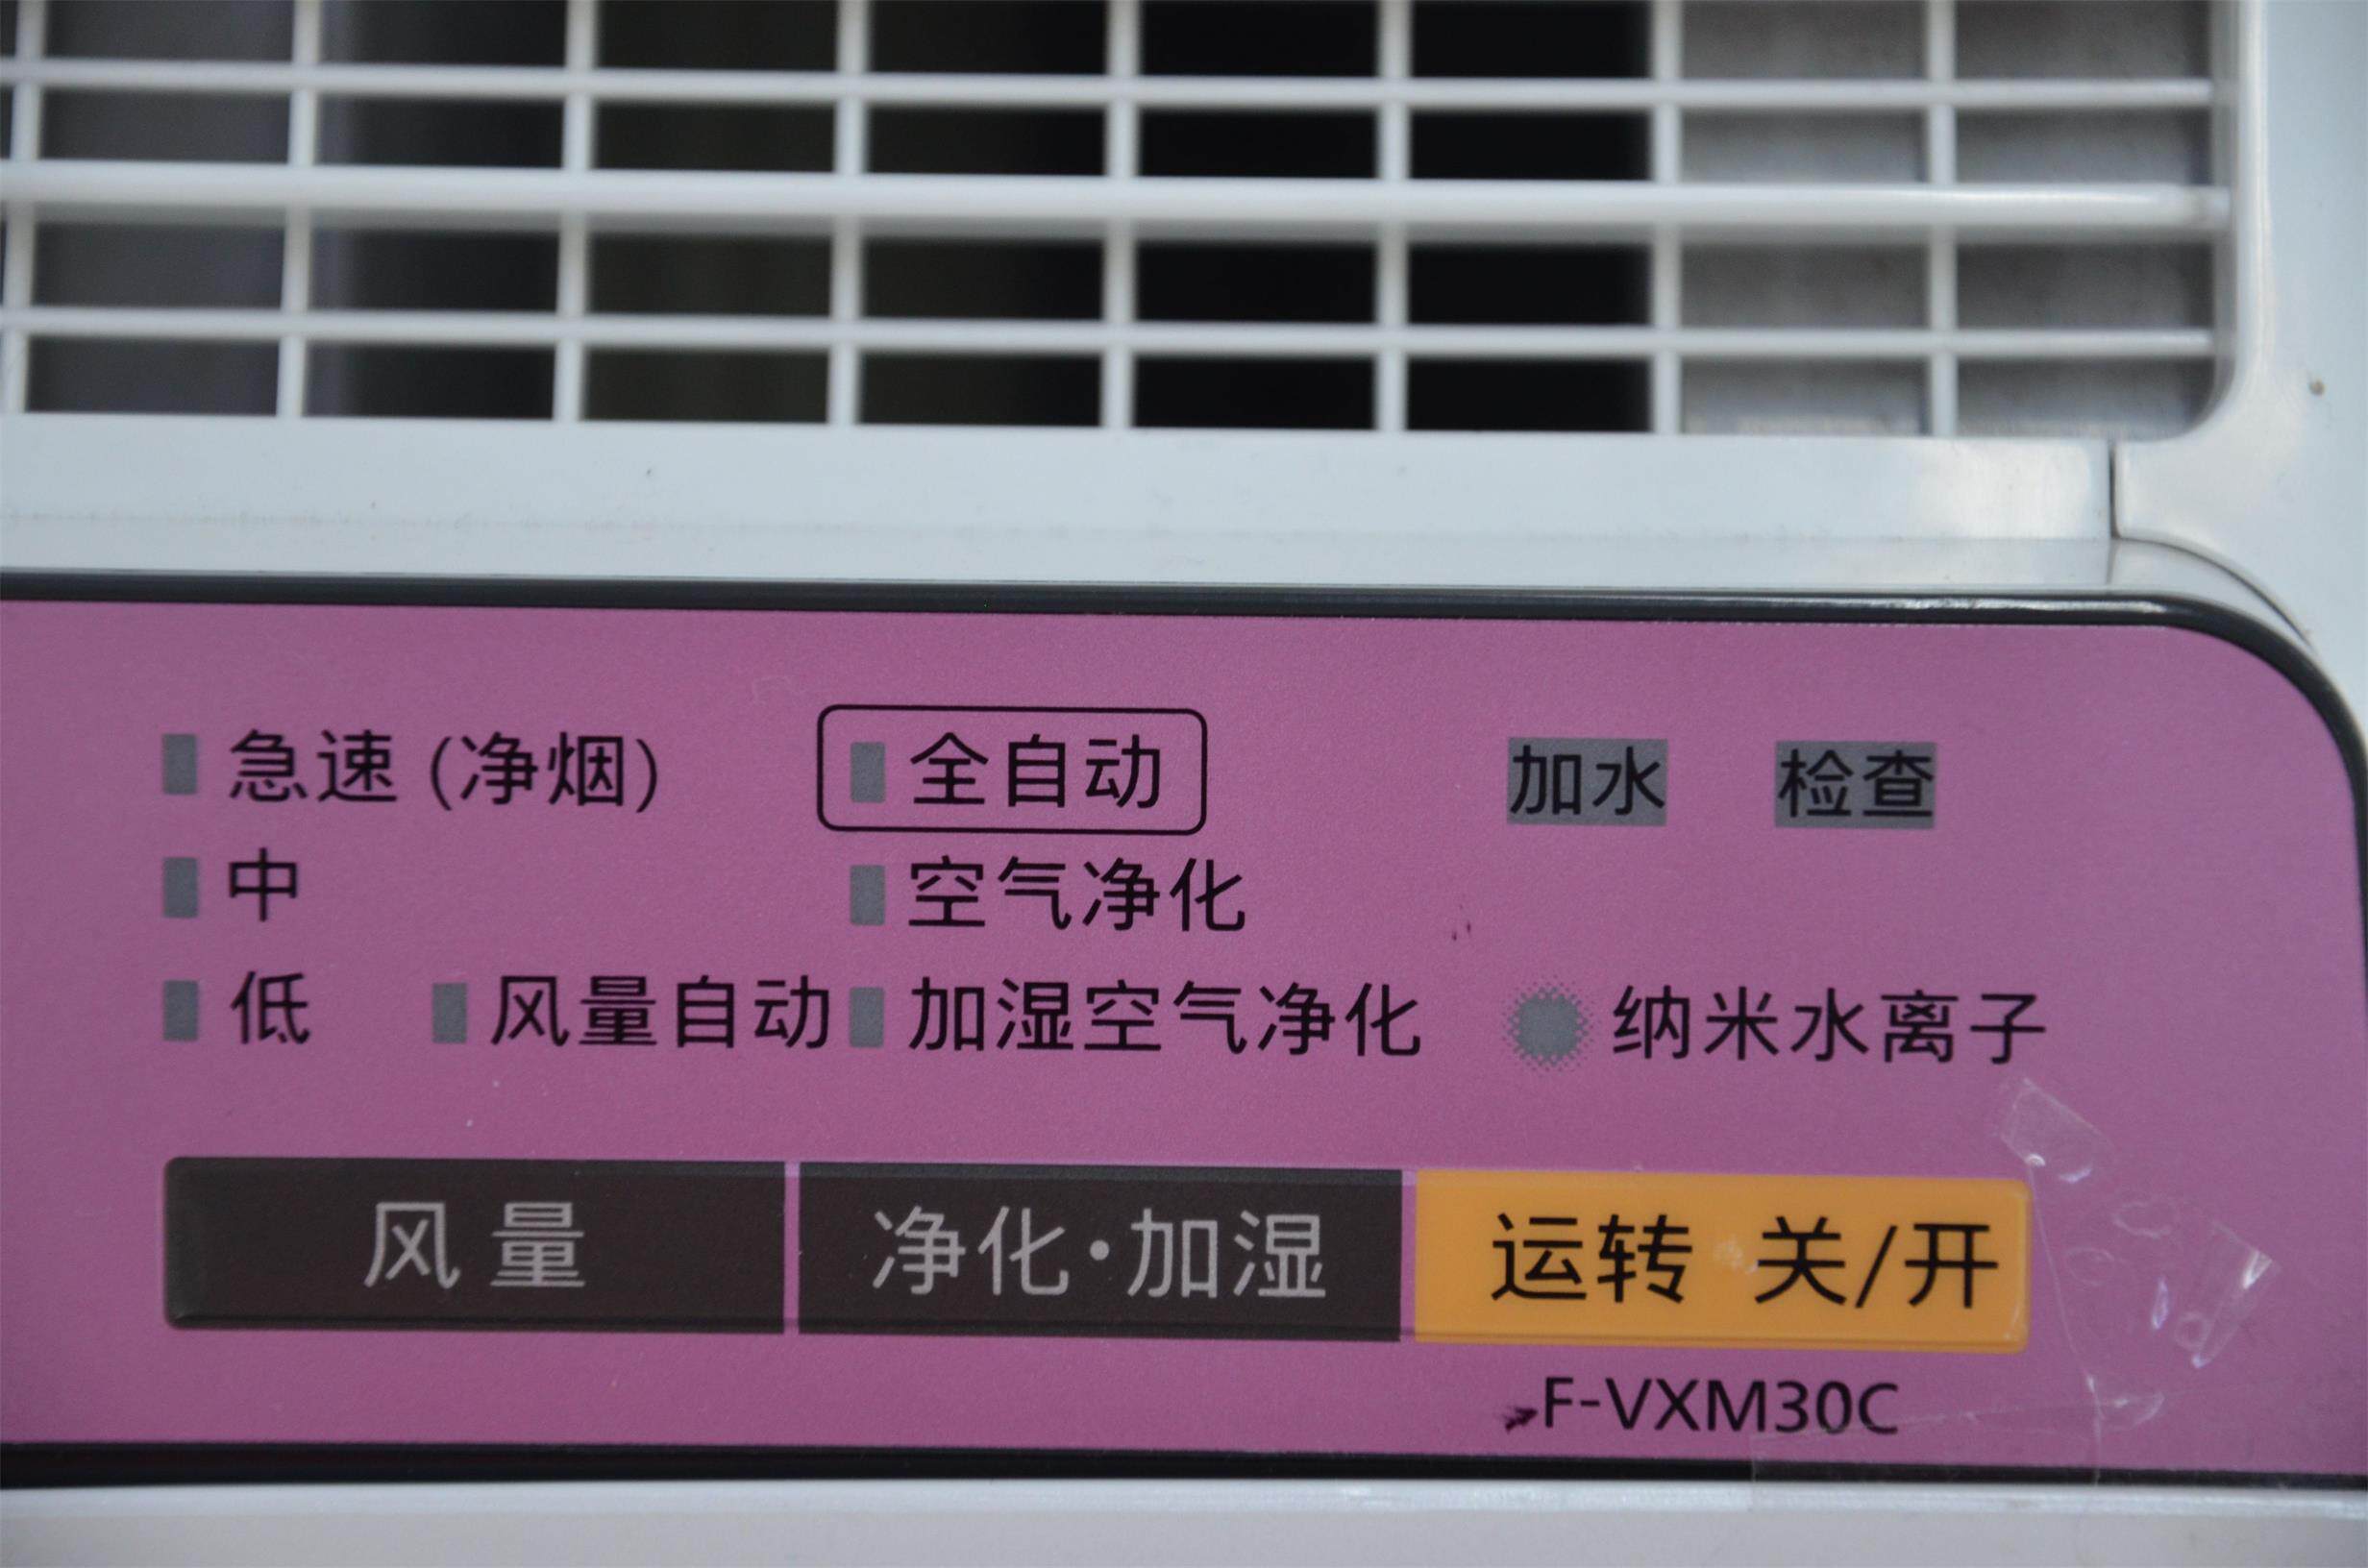 急速 (净烟) 全自动 加水 检查
中 空气净化
低 风量自动 加湿空气净化 纳米水离子
风量 净化·加湿 运转 关/开
F-VXM30C